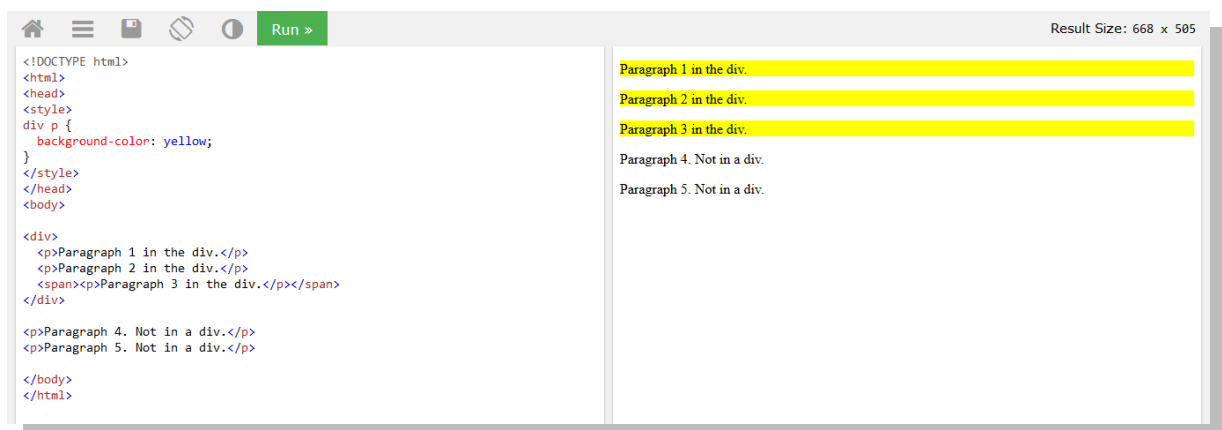 Run »
Result Size: 668 x 505
<!DOCTYPE html>
<html>
<head>
<style>
div p {
  background-color: yellow;
}
</style>
</head>
<body>

<div>
  <p>Paragraph 1 in the div.</p>
  <p>Paragraph 2 in the div.</p>
  <span><p>Paragraph 3 in the div.</p></span>
</div>

<p>Paragraph 4. Not in a div.</p>
<p>Paragraph 5. Not in a div.</p>

</body>
</html>
Paragraph 1 in the div.
Paragraph 2 in the div.
Paragraph 3 in the div.
Paragraph 4. Not in a div.
Paragraph 5. Not in a div.